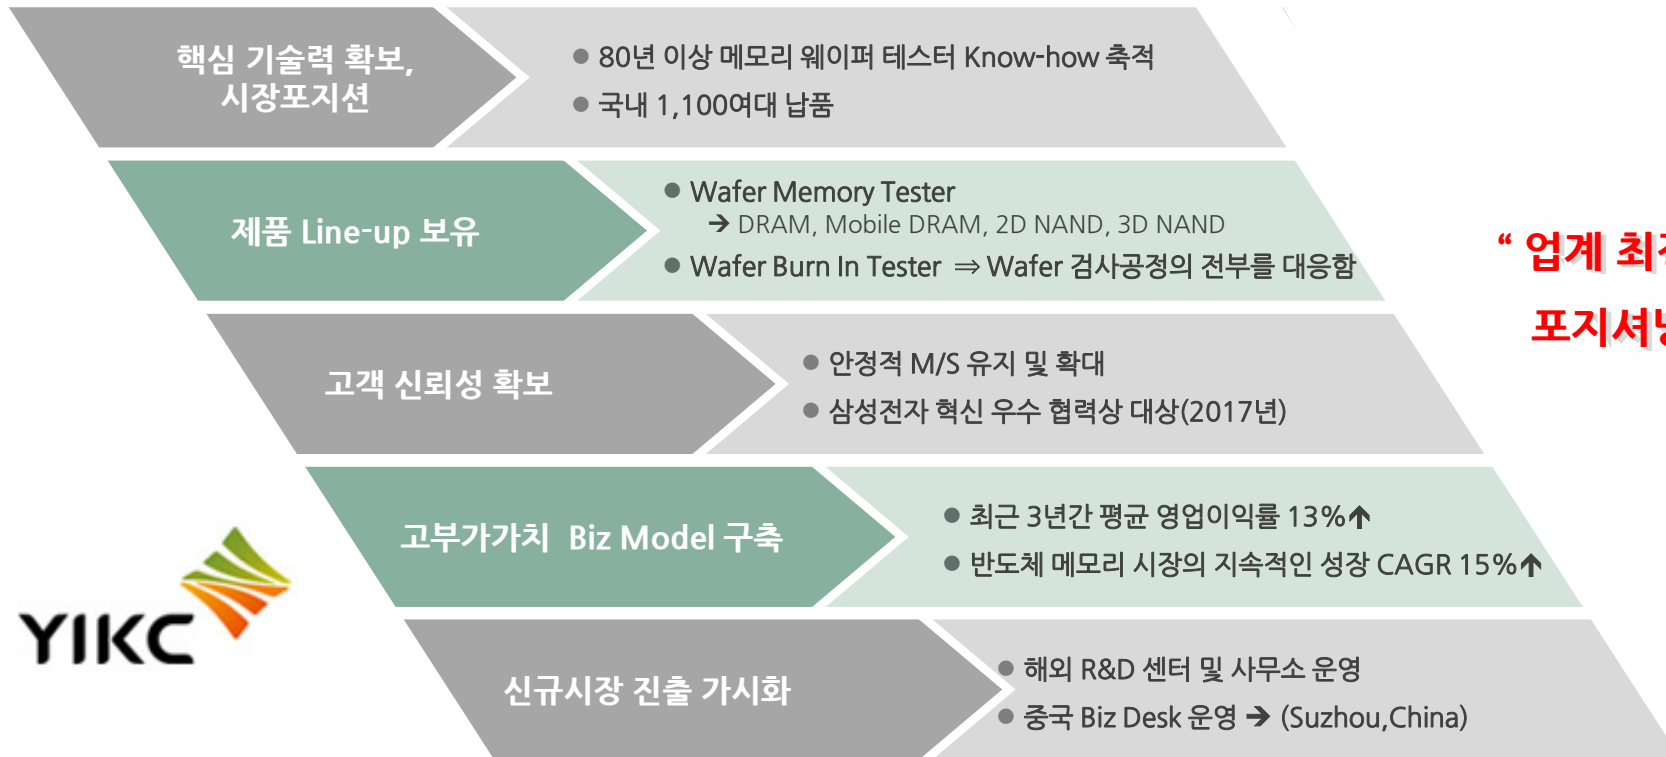 핵심 기술력 확보,
시장포지션
● 80년 이상 메모리 웨이퍼 테스터 Know-how 축적
● 국내 1,100여대 납품
제품 Line-up 보유
● Wafer Memory Tester
➔ DRAM, Mobile DRAM, 2D NAND, 3D NAND
● Wafer Burn In Tester ⇒ Wafer 검사공정의 전부를 대응함
“ 업계
고객 신뢰성 확보
● 안정적 M/S 유지 및 확대
● 삼성전자 혁신 우수 협력상 대상(2017년)
고부가가치 Biz Model 구축
● 최근 3년간 평균 영업이익률 13%🡩
● 반도체 메모리 시장의 지속적인 성장 CAGR 15%🡩
YIKC
신규시장 진출 가시화
● 해외 R&D 센터 및 사무소 운영
● 중국 Biz Desk 운영 ➔ (Suzhou,China)